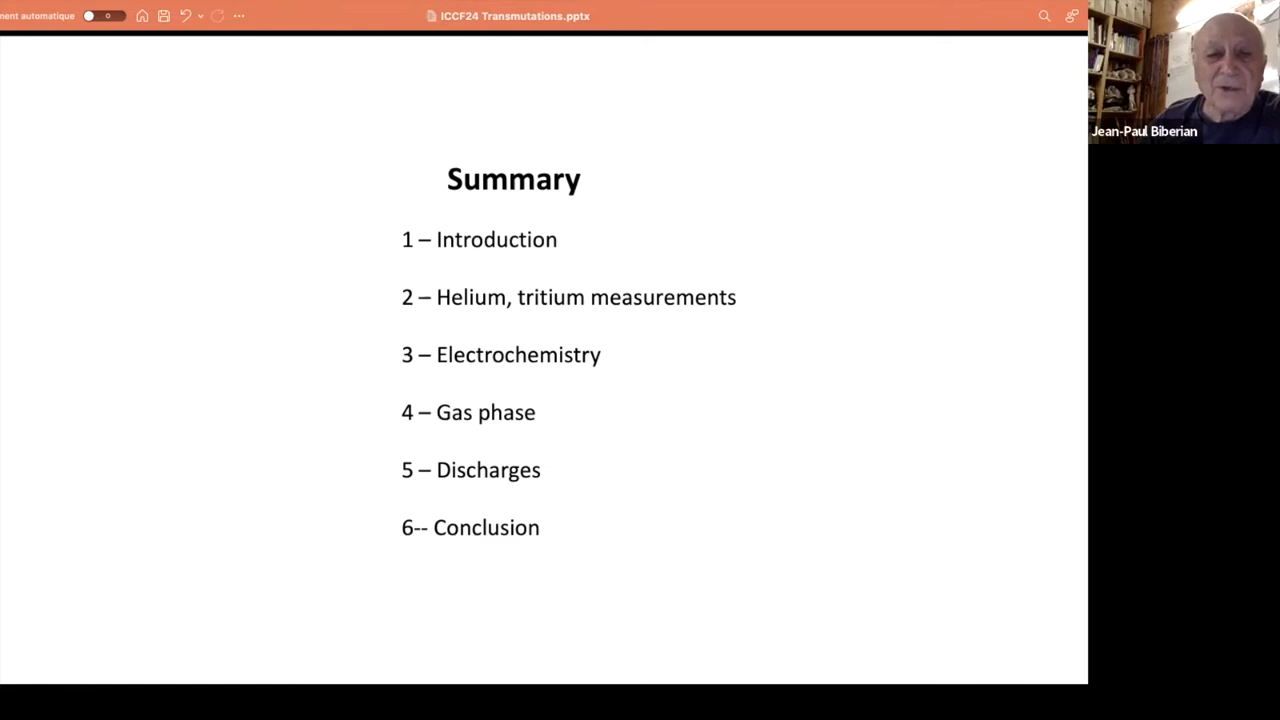 ment automatique
ICCF24 Transmutations.pptx
Jean-Paul Biberian
Summary
1 – Introduction
2 – Helium, tritium measurements
3 – Electrochemistry
4 – Gas phase
5 – Discharges
6-- Conclusion